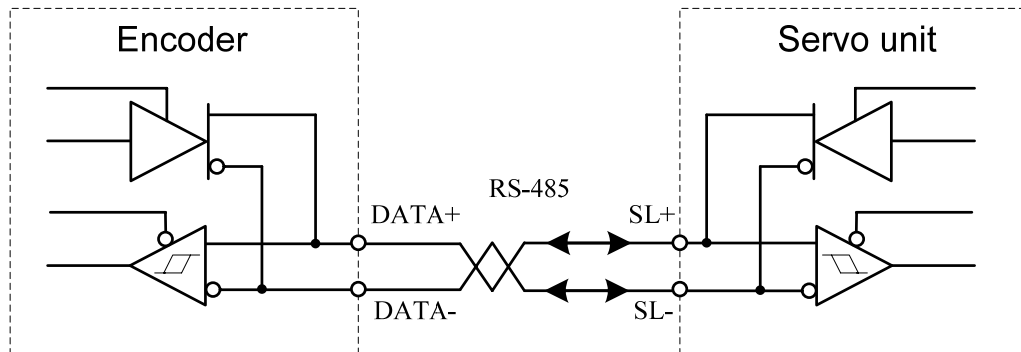 Encoder
Servo unit
RS-485
DATA+
SL+
DATA-
SL-